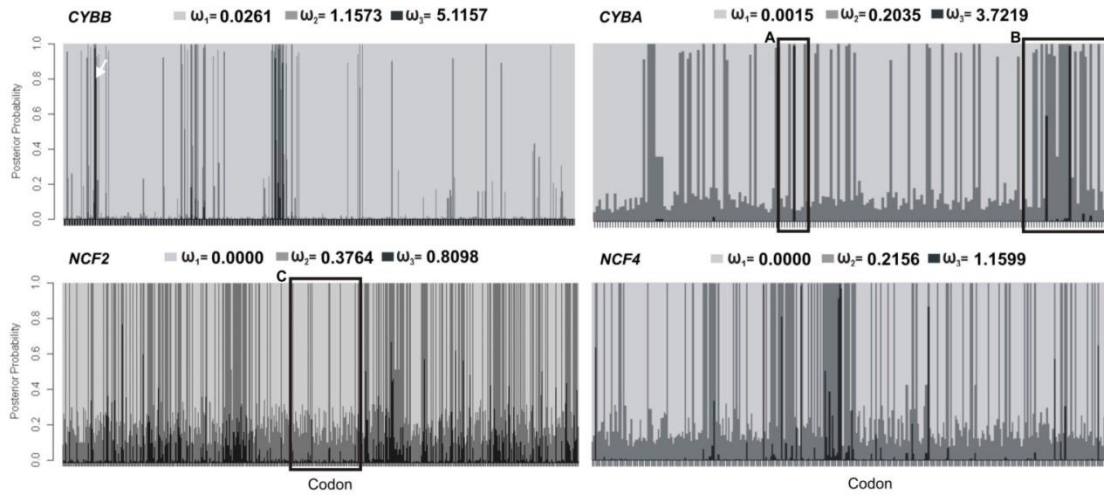 CYBB ω₁= 0.0261 ω₂= 1.1573 ω₃= 5.1157
Posterior Probability
1.0
0.8
0.6
0.4
0.2
0.0
CYBA ω₁= 0.0015 ω₂= 0.2035 ω₃= 3.7219
A
B
NCF2 ω₁= 0.0000 ω₂= 0.3764 ω₃= 0.8098
C
Posterior Probability
1.0
0.8
0.6
0.4
0.2
0.0
NCF4 ω₁= 0.0000 ω₂= 0.2156 ω₃= 1.1599
Codon